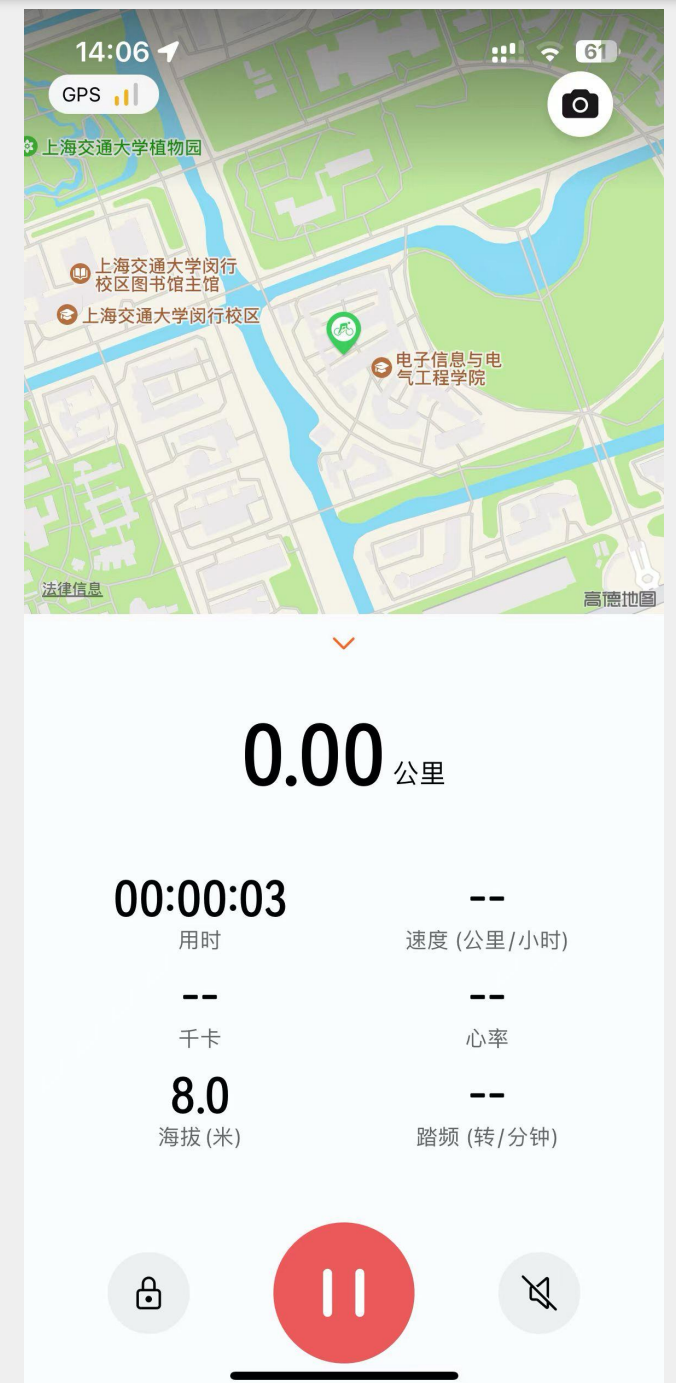 14:06
61
GPS
上海交通大学植物园
上海交通大学闵行
校区图书馆主馆
上海交通大学闵行校区
电子信息与电
气工程学院
法律信息
高德地图
0.00 公里
00:00:03
--
用时
速度 (公里/小时)
--
--
千卡
心率
8.0
--
海拔 (米)
踏频 (转/分钟)